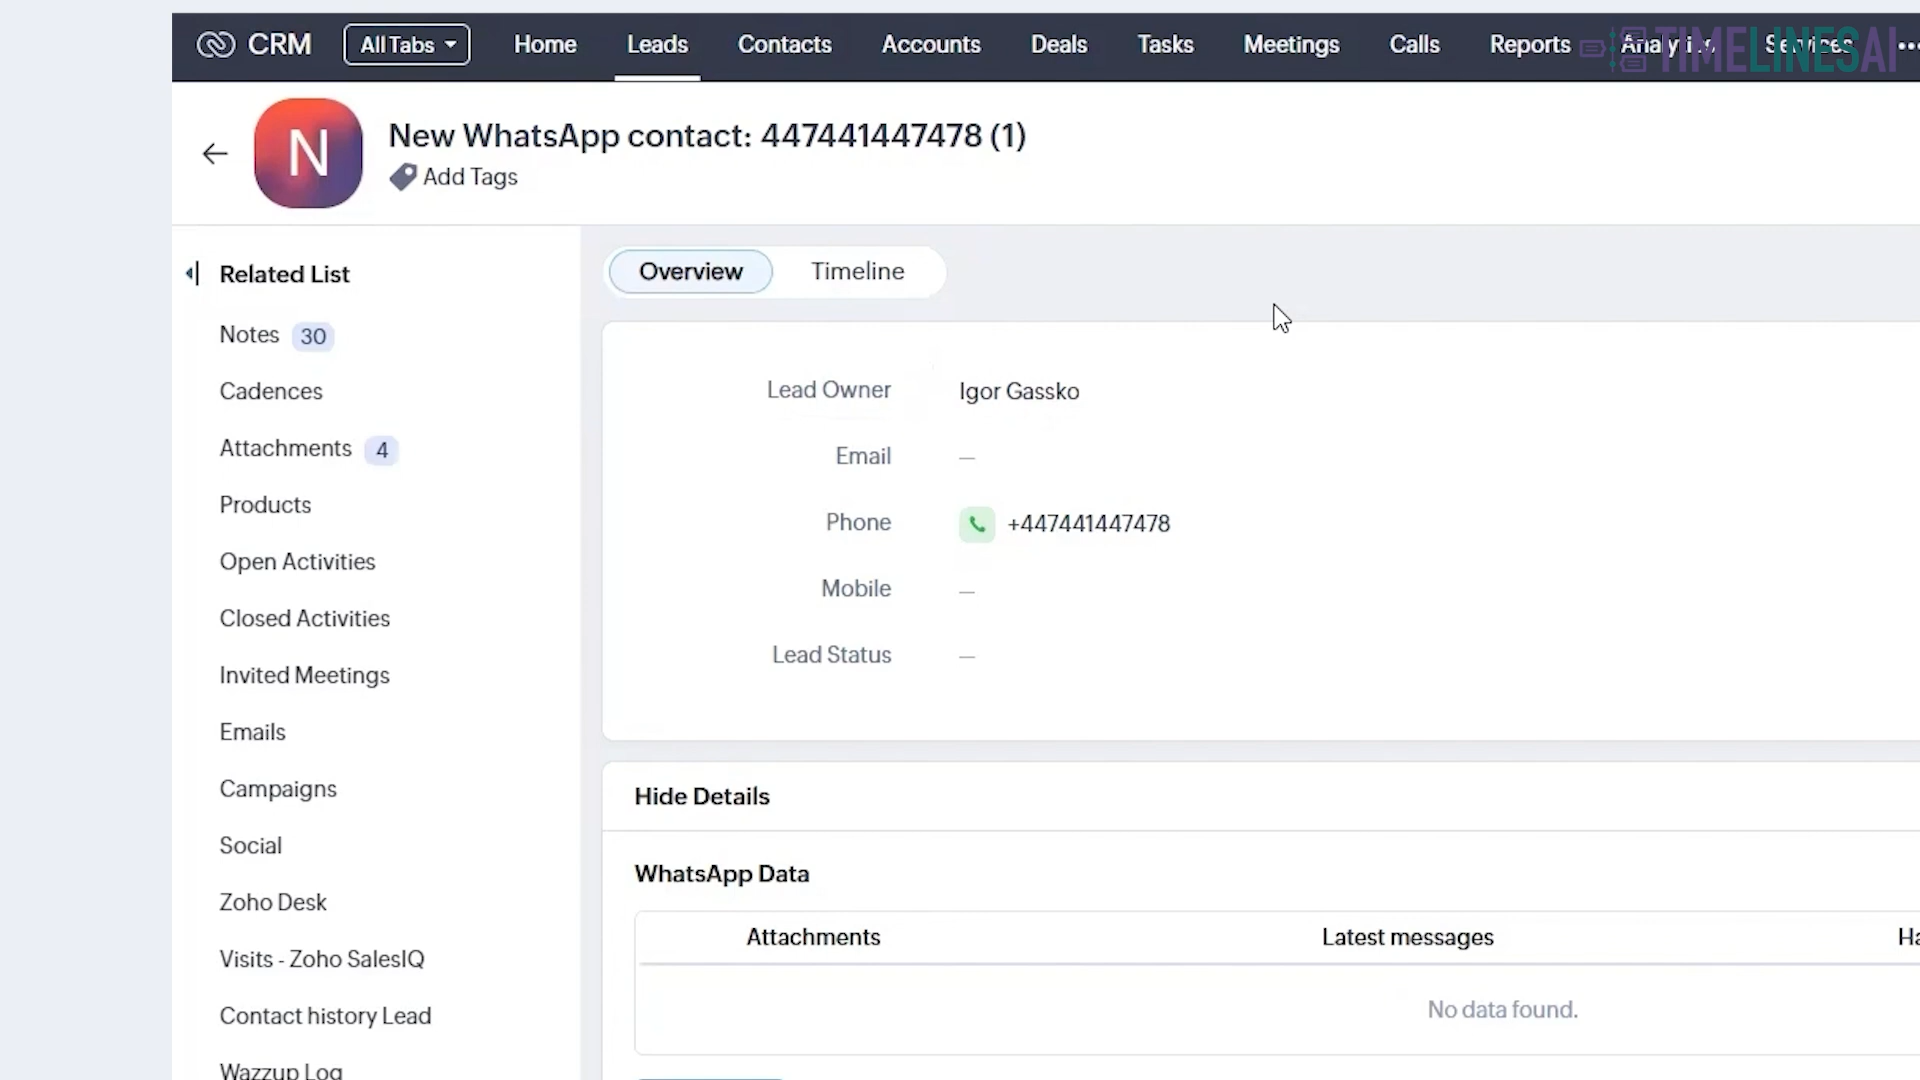 CRM All Tabs Home Leads Contacts Accounts Deals Tasks Meetings Calls Reports Analytics Services
TIMELINESAI
N
New WhatsApp contact: 447441447478 (1)
Add Tags
Related List
Notes 30
Cadences
Attachments 4
Products
Open Activities
Closed Activities
Invited Meetings
Emails
Campaigns
Social
Zoho Desk
Visits - Zoho SalesIQ
Contact history Lead
Wazzup Log
Overview Timeline
Lead Owner Igor Gassko
Email —
Phone +447441447478
Mobile —
Lead Status —
Hide Details
WhatsApp Data
Attachments Latest messages
No data found.